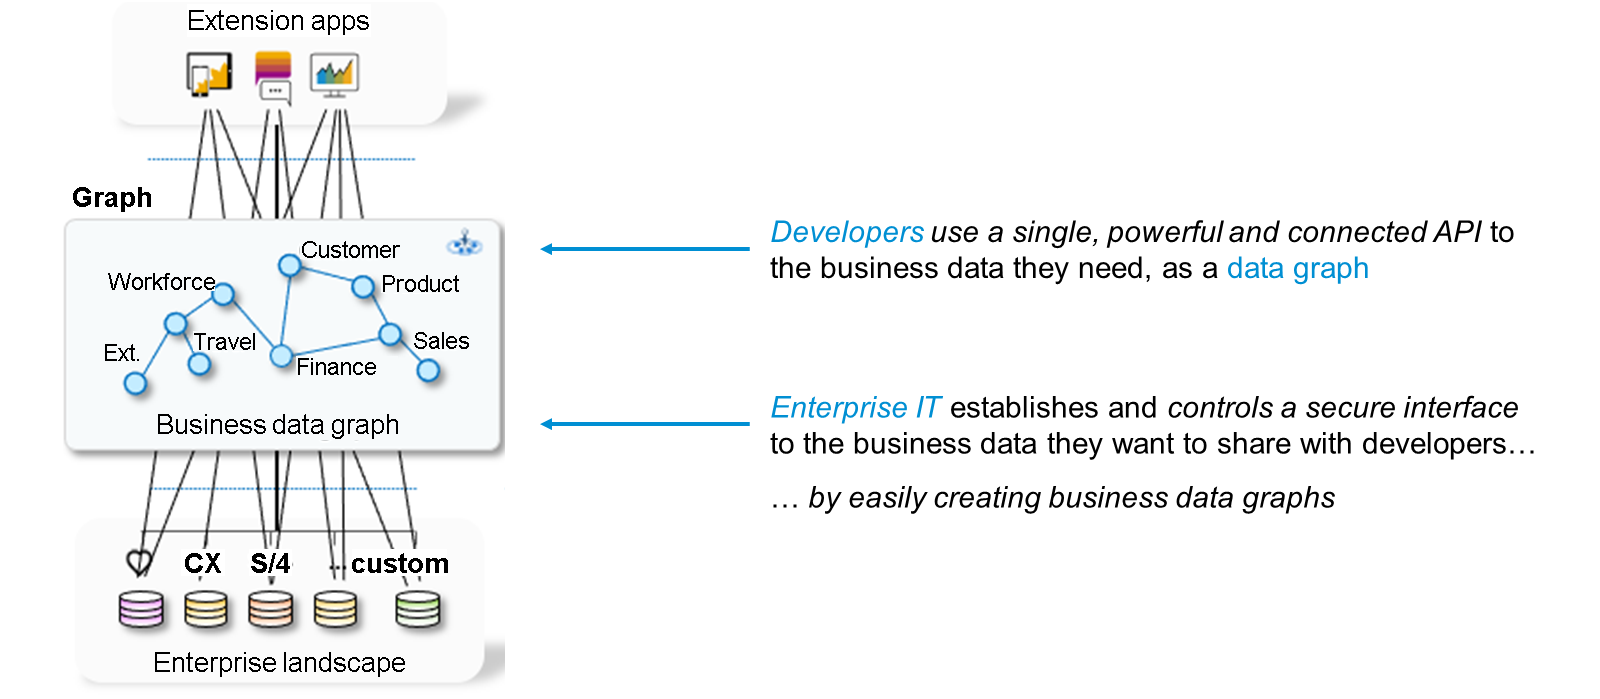 Extension apps
Graph
Customer
Workforce
Product
Travel
Sales
Ext.
Finance
Business data graph
CX S/4 ... custom
Enterprise landscape
Developers use a single, powerful and connected API to
the business data they need, as a data graph
Enterprise IT establishes and controls a secure interface
to the business data they want to share with developers…
… by easily creating business data graphs